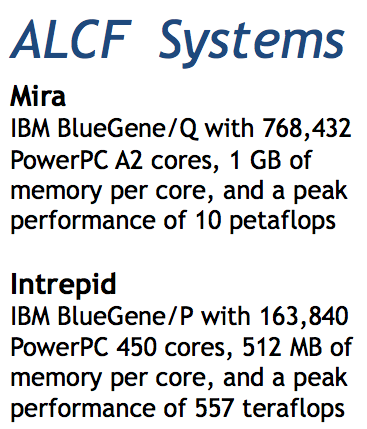 ALCF Systems
Mira
IBM BlueGene/Q with 768,432
PowerPC A2 cores, 1 GB of
memory per core, and a peak
performance of 10 petaflops
Intrepid
IBM BlueGene/P with 163,840
PowerPC 450 cores, 512 MB of
memory per core, and a peak
performance of 557 teraflops